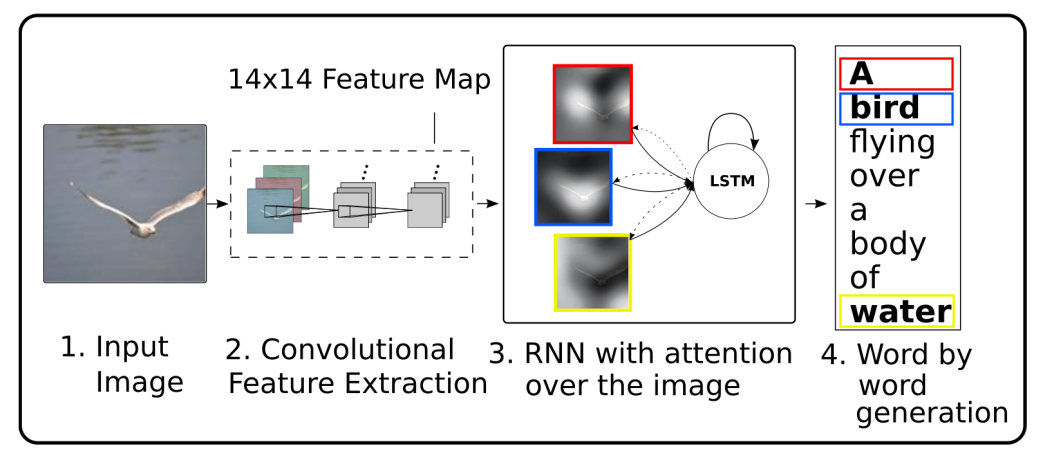 14x14 Feature Map
LSTM
A
bird
flying
over
a
body
of
water
1. Input
Image
2. Convolutional
Feature Extraction
3. RNN with attention
over the image
4. Word by
word
generation